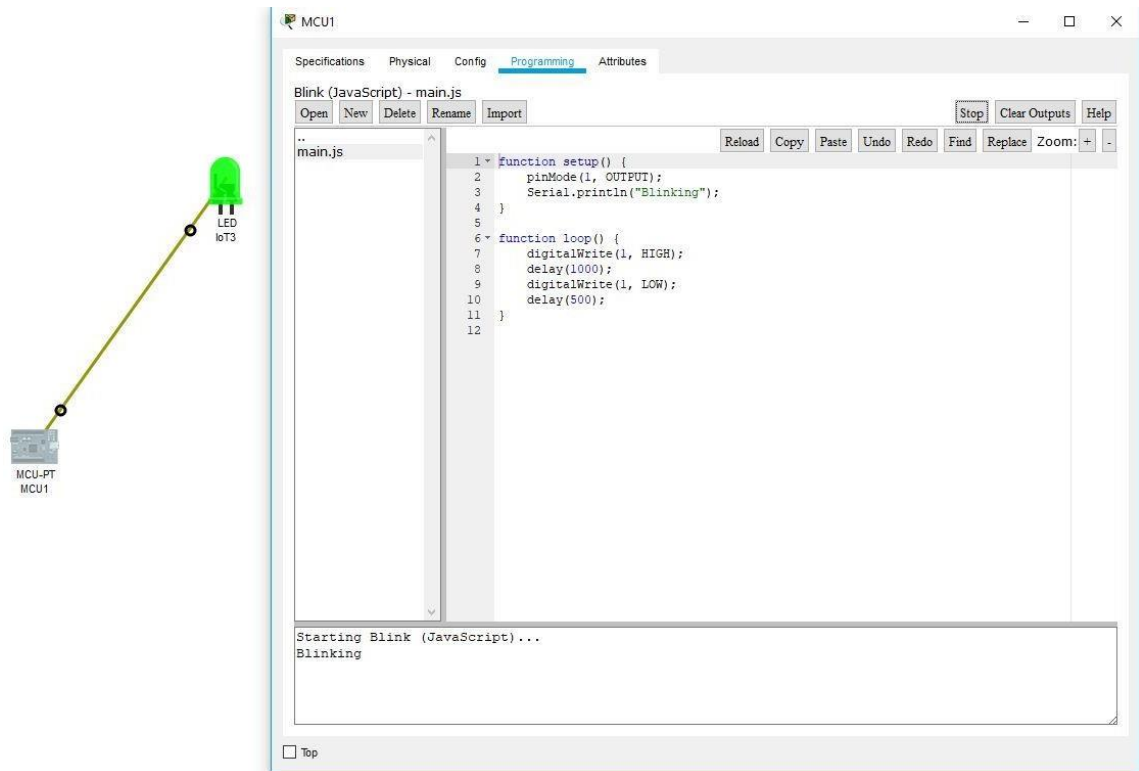 MCU1
Specifications Physical Config Programming Attributes
Blink (JavaScript) - main.js
Open New Delete Rename Import Stop Clear Outputs Help
..
main.js
Reload Copy Paste Undo Redo Find Replace Zoom: + -
1 function setup() {
2 pinMode(1, OUTPUT);
3 Serial.println("Blinking");
4 }
5
6 function loop() {
7 digitalWrite(1, HIGH);
8 delay(1000);
9 digitalWrite(1, LOW);
10 delay(500);
11 }
12
Starting Blink (JavaScript)...
Blinking
Top
LED
IoT3
MCU-PT
MCU1